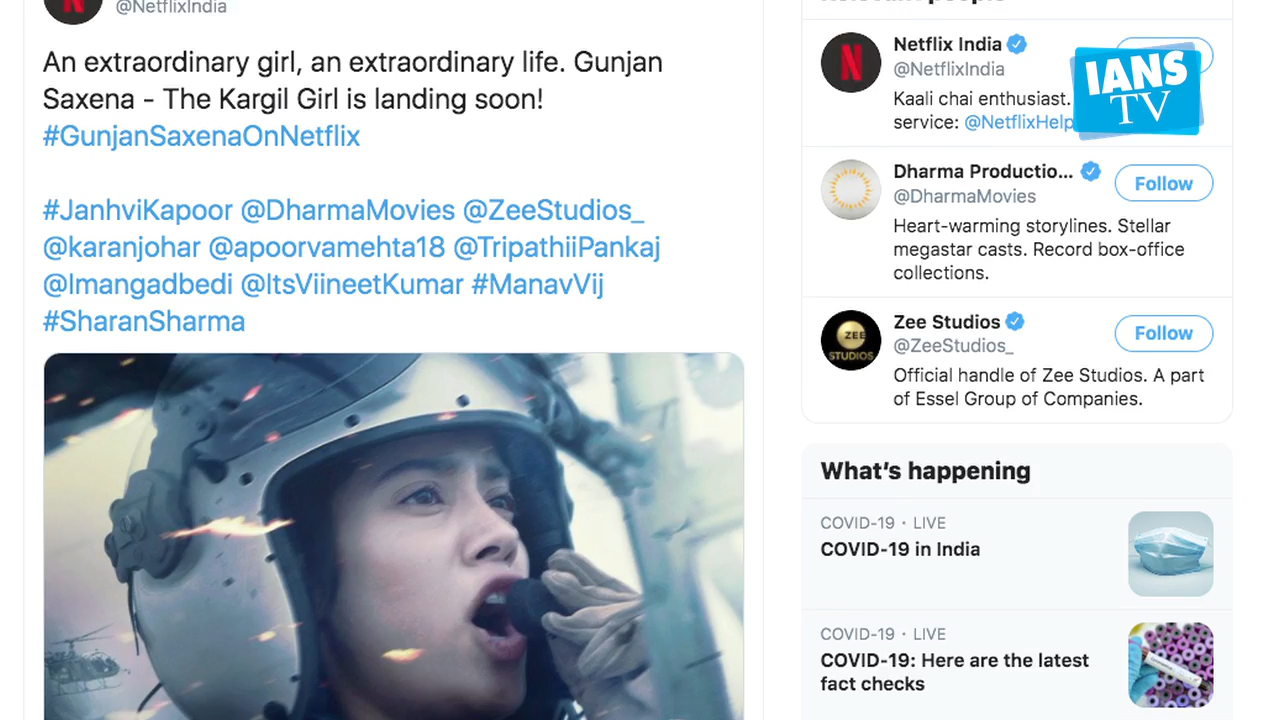 @NetflixIndia
An extraordinary girl, an extraordinary life. Gunjan
Saxena - The Kargil Girl is landing soon!
#GunjanSaxenaOnNetflix
#JanhviKapoor @DharmaMovies @ZeeStudios_
@karanjohar @apoorvamehta18 @TripathiiPankaj
@Imangadbedi @ItsViineetKumar #ManavVij
#SharanSharma
Netflix India
@NetflixIndia
Kaali chai enthusiast.
service: @NetflixHelp
IANS
TV
Dharma Productio...
@DharmaMovies
Follow
Heart-warming storylines. Stellar
megastar casts. Record box-office
collections.
ZEE
STUDIOS
Zee Studios
@ZeeStudios_
Follow
Official handle of Zee Studios. A part
of Essel Group of Companies.
What's happening
COVID-19 · LIVE
COVID-19 in India
COVID-19 · LIVE
COVID-19: Here are the latest
fact checks